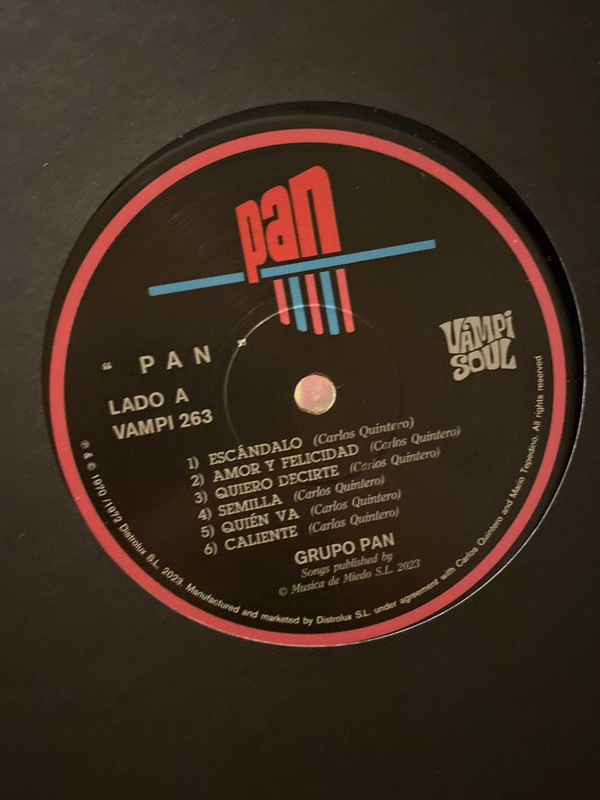 pan
" PAN "
LADO A
VAMPI 263
VAMPI
SOUL
1) ESCÁNDALO (Carlos Quintero)
2) AMOR Y FELICIDAD (Carlos Quintero)
3) QUIERO DECIRTE (Carlos Quintero)
4) SEMILLA (Carlos Quintero)
5) QUIÉN VA (Carlos Quintero)
6) CALIENTE (Carlos Quintero)
GRUPO PAN
Songs published by
© Musica de Miedo S.L. 2023
℗ & © 1970 /1972 Distrolux S.L. 2023. Manufactured and marketed by Distrolux S.L under agreement with Carlos Quintero and Mario Tepedino. All rights reserved